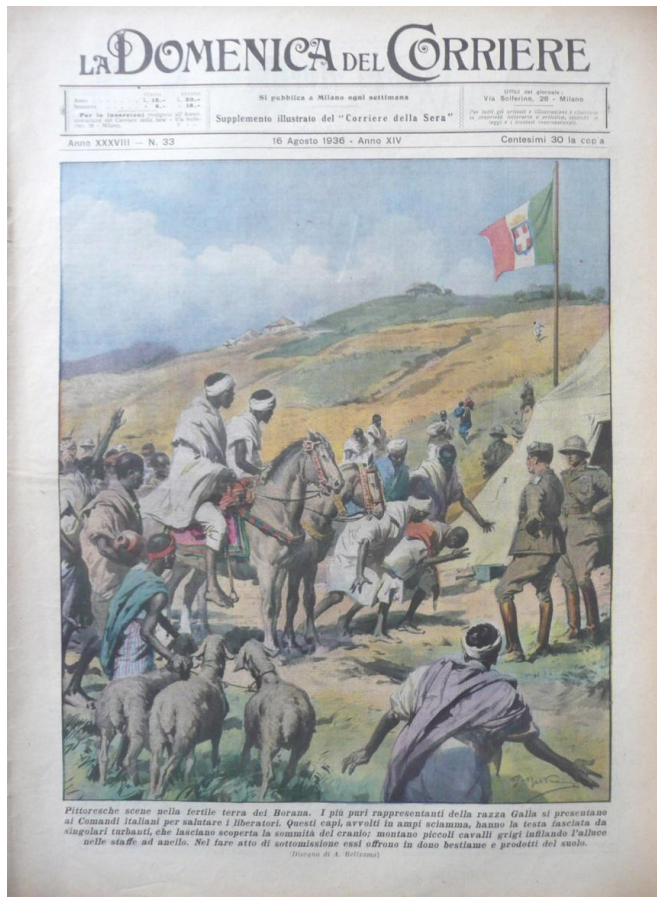 LA DOMENICA DEL CORRIERE
Anno
Si pubblica a Milano ogni settimana
Supplemento illustrato del "Corriere della Sera"
Uffici del giornale:
Via Solferino, 28 - Milano
Anno XXXVIII — N. 33
16 Agosto 1936 - Anno XIV
Centesimi 30 la copia
Pittoresche scene nella fertile terra dei Borana. I più puri rappresentanti della razza Galla si presentano
ai Comandi italiani per salutare i liberatori. Questi capi, avvolti in ampi sciamma, hanno la testa fasciata da
singolari turbanti, che lasciano scoperta la sommità del cranio; montano piccoli cavalli grigi infilando l'alluce
nelle staffe ad anello. Nel fare atto di sottomissione essi offrono in dono bestiame e prodotti del suolo.
(Disegno di A. Beltrame)